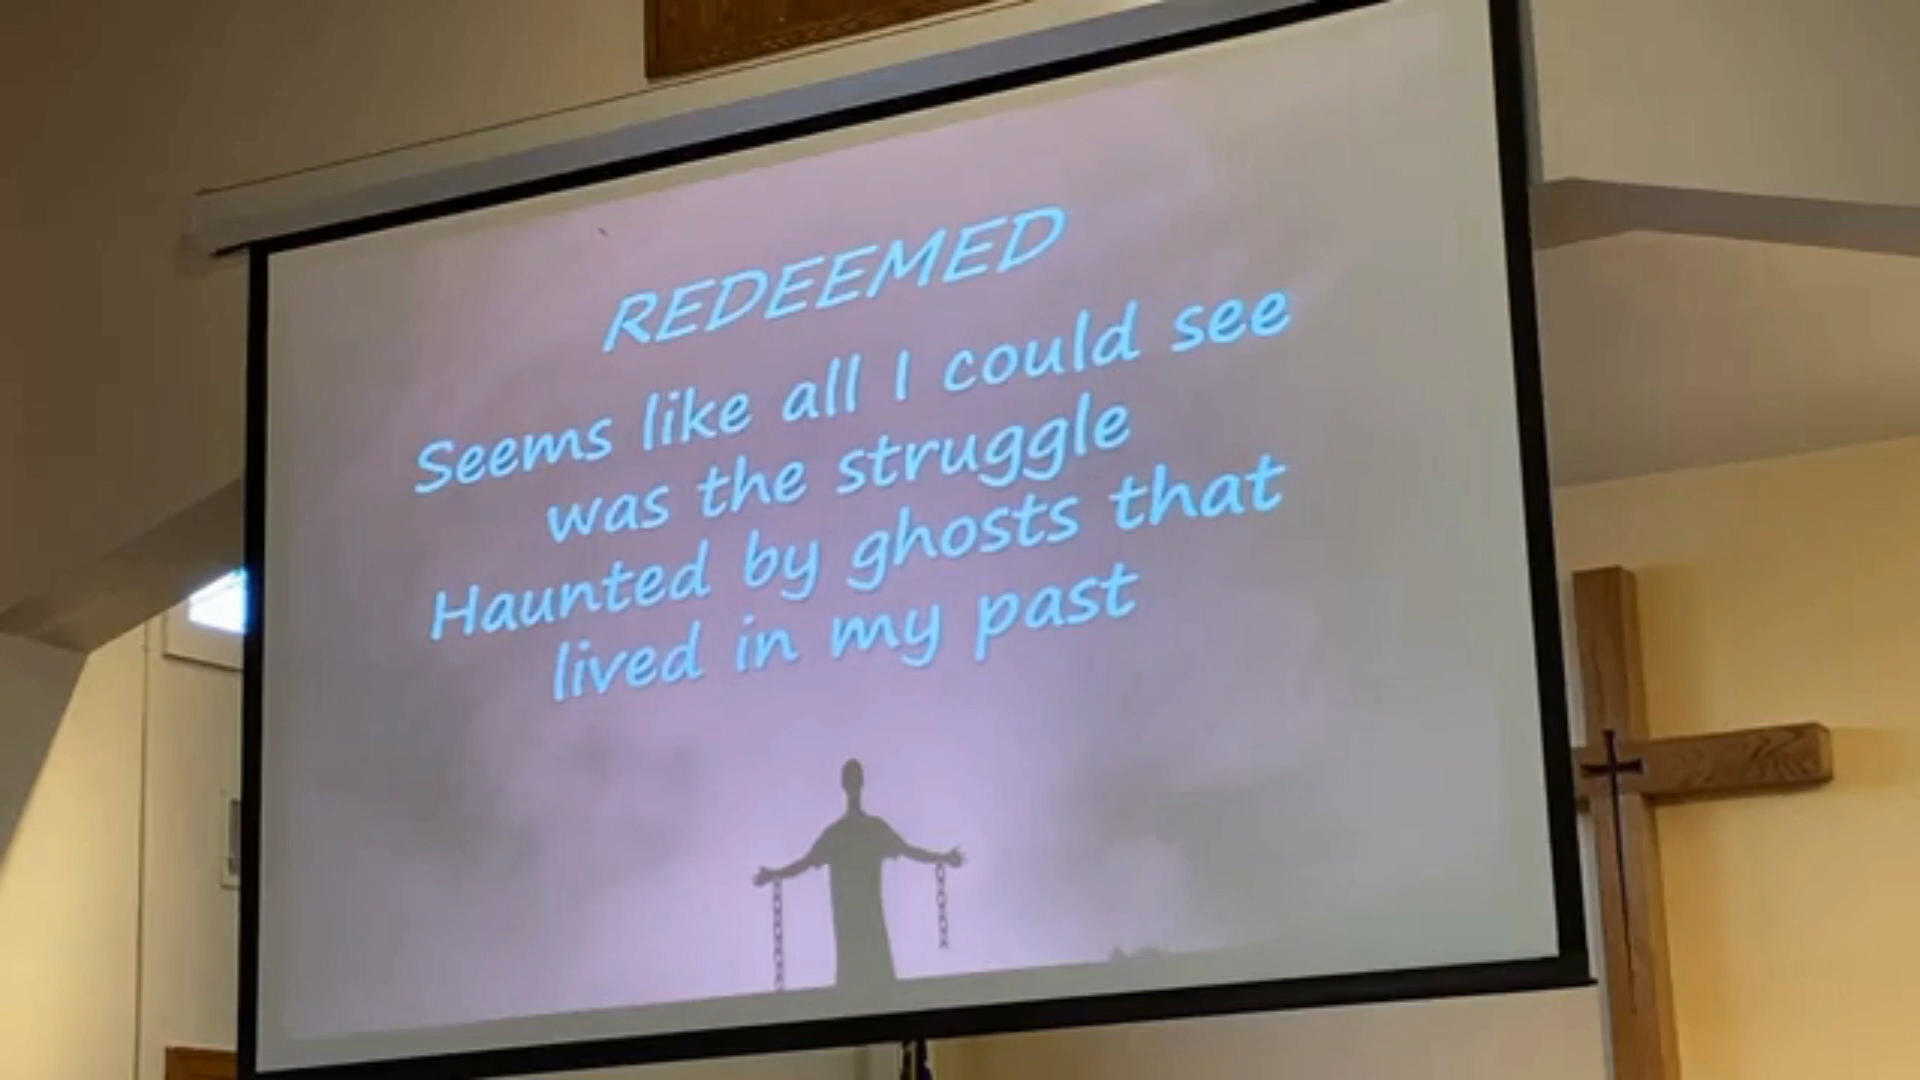 REDEEMED
Seems like all I could see
was the struggle
Haunted by ghosts that
lived in my past